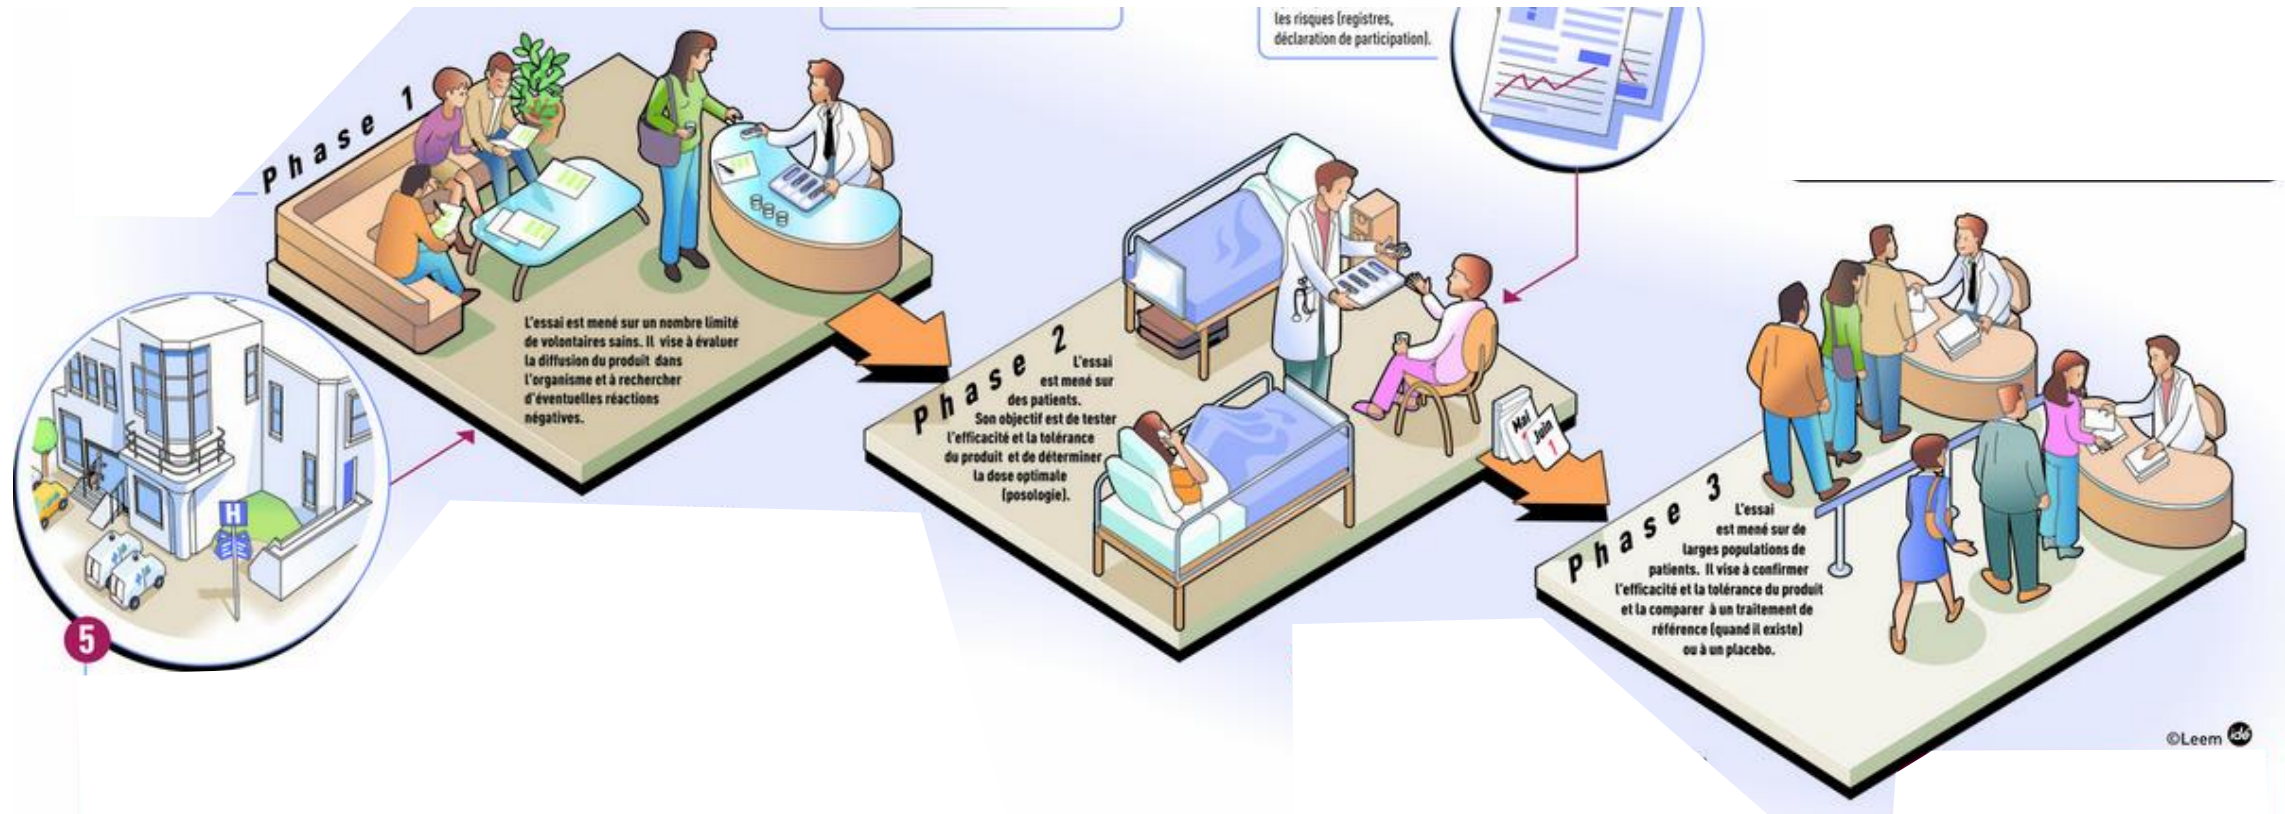 les risques (registres,
déclaration de participation).
Phase 1
L'essai est mené sur un nombre limité
de volontaires sains. Il vise à évaluer
la diffusion du produit dans
l'organisme et à rechercher
d'éventuelles réactions
négatives.
H
5
Phase 2
L'essai
est mené sur
des patients.
Son objectif est de tester
l'efficacité et la tolérance
du produit et de déterminer
la dose optimale
(posologie).
Mai
1
Juin
1
Phase 3
L'essai
est mené sur de
larges populations de
patients. Il vise à confirmer
l'efficacité et la tolérance du produit
et la comparer à un traitement de
référence (quand il existe)
ou à un placebo.
©Leem idé